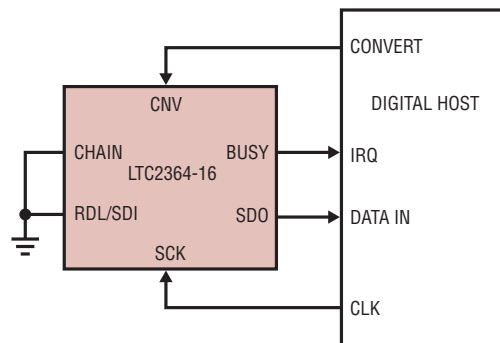 CONVERT
CNV
DIGITAL HOST
CHAIN
BUSY
IRQ
LTC2364-16
RDL/SDI
SDO
DATA IN
SCK
CLK